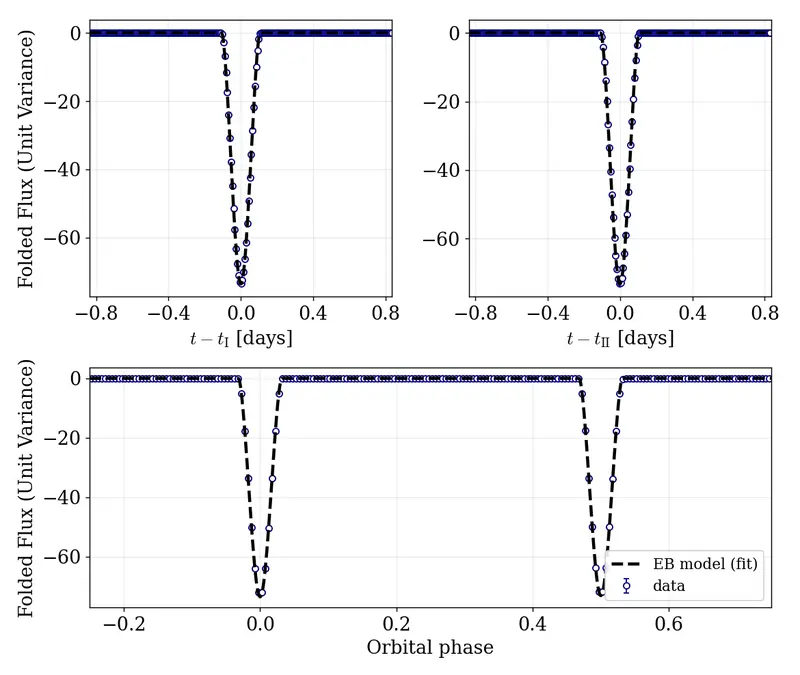 Folded Flux (Unit Variance)
0
−20
−40
−60
−0.8 −0.4 0.0 0.4 0.8
t − tI [days]
0
−20
−40
−60
−0.8 −0.4 0.0 0.4 0.8
t − tII [days]
Folded Flux (Unit Variance)
0
−20
−40
−60
−0.2 0.0 0.2 0.4 0.6
Orbital phase
EB model (fit)
data